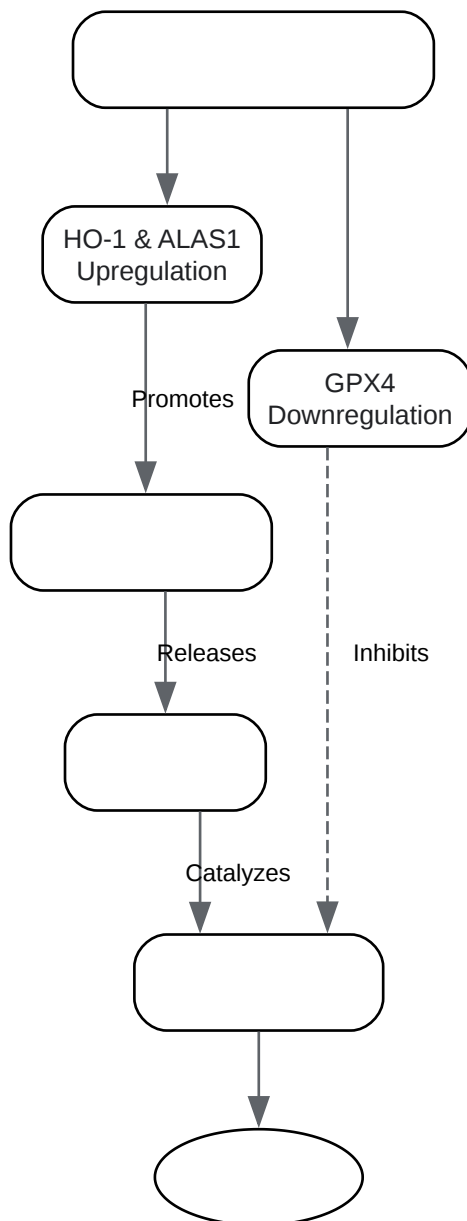 HO-1 & ALAS1
Upregulation
GPX4
Downregulation
Promotes
Releases
Inhibits
Catalyzes